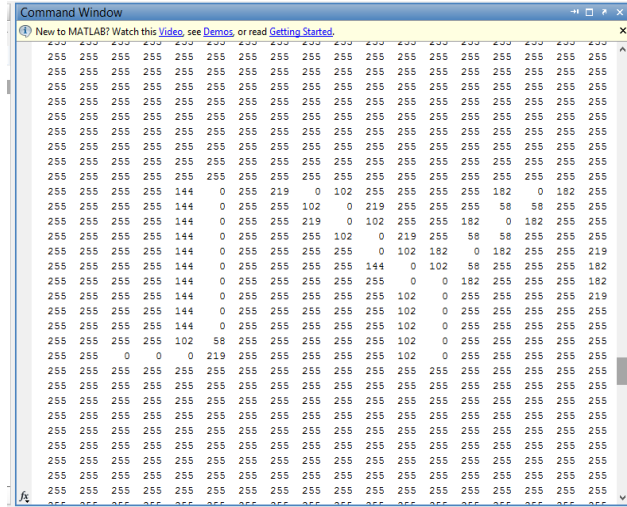 Command Window
New to MATLAB? Watch this Video, see Demos, or read Getting Started.
255 255 255 255 255 255 255 255 255 255 255 255 255 255 255 255 255 255
255 255 255 255 255 255 255 255 255 255 255 255 255 255 255 255 255 255
255 255 255 255 255 255 255 255 255 255 255 255 255 255 255 255 255 255
255 255 255 255 255 255 255 255 255 255 255 255 255 255 255 255 255 255
255 255 255 255 255 255 255 255 255 255 255 255 255 255 255 255 255 255
255 255 255 255 255 255 255 255 255 255 255 255 255 255 255 255 255 255
255 255 255 255 255 255 255 255 255 255 255 255 255 255 255 255 255 255
255 255 255 255 255 255 255 255 255 255 255 255 255 255 255 255 255 255
255 255 255 255 255 255 255 255 255 255 255 255 255 255 255 255 255 255
255 255 255 255 255 255 255 255 255 255 255 255 255 255 255 255 255 255
255 255 255 255 144 0 255 219 0 102 255 255 255 255 182 0 182 255
255 255 255 255 144 0 255 255 102 0 219 255 255 255 58 58 255 255
255 255 255 255 144 0 255 255 219 0 102 255 255 182 0 182 255 255
255 255 255 255 144 0 255 255 255 102 0 219 255 58 58 255 255 255
255 255 255 255 144 0 255 255 255 255 0 102 182 0 182 255 255 219
255 255 255 255 144 0 255 255 255 255 144 0 102 58 255 255 255 182
255 255 255 255 144 0 255 255 255 255 255 0 0 182 255 255 255 182
255 255 255 255 144 0 255 255 255 255 255 102 0 255 255 255 255 219
255 255 255 255 144 0 255 255 255 255 255 102 0 255 255 255 255 255
255 255 255 255 144 0 255 255 255 255 255 102 0 255 255 255 255 255
255 255 255 255 102 58 255 255 255 255 255 102 0 255 255 255 255 255
255 255 0 0 0 219 255 255 255 255 255 102 0 255 255 255 255 255
255 255 255 255 255 255 255 255 255 255 255 255 255 255 255 255 255 255
255 255 255 255 255 255 255 255 255 255 255 255 255 255 255 255 255 255
255 255 255 255 255 255 255 255 255 255 255 255 255 255 255 255 255 255
255 255 255 255 255 255 255 255 255 255 255 255 255 255 255 255 255 255
255 255 255 255 255 255 255 255 255 255 255 255 255 255 255 255 255 255
255 255 255 255 255 255 255 255 255 255 255 255 255 255 255 255 255 255
255 255 255 255 255 255 255 255 255 255 255 255 255 255 255 255 255 255
255 255 255 255 255 255 255 255 255 255 255 255 255 255 255 255 255 255
fx 255 255 255 255 255 255 255 255 255 255 255 255 255 255 255 255 255 255